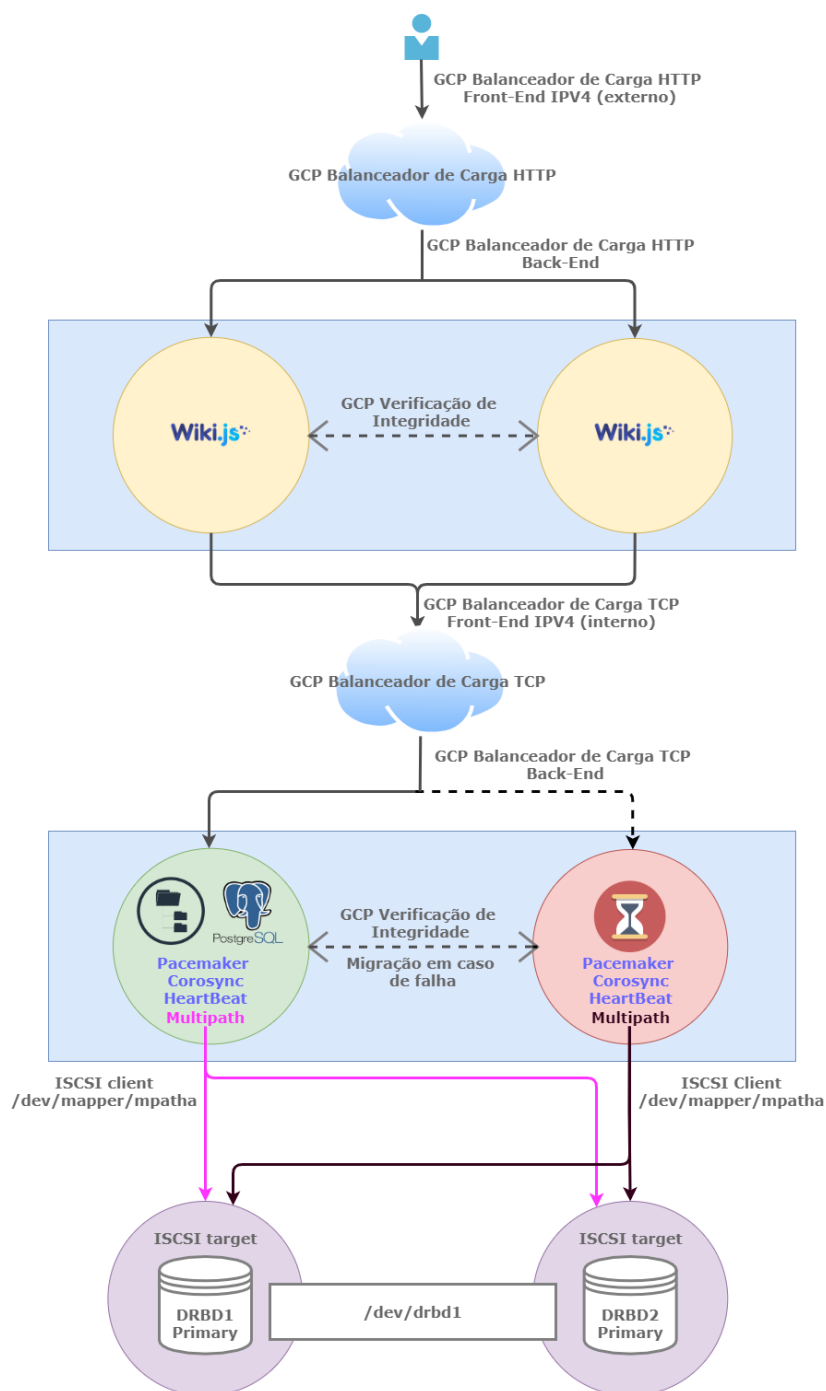 GCP Balanceador de Carga HTTP
Front-End IPV4 (externo)
GCP Balanceador de Carga HTTP
GCP Balanceador de Carga HTTP
Back-End
GCP Verificação de
Integridade
Wiki.js
Wiki.js
GCP Balanceador de Carga TCP
Front-End IPV4 (interno)
GCP Balanceador de Carga TCP
GCP Balanceador de Carga TCP
Back-End
PostgreSQL
Pacemaker
Corosync
HeartBeat
Multipath
GCP Verificação de
Integridade
Migração em caso
de falha
Pacemaker
Corosync
HeartBeat
Multipath
ISCSI client
/dev/mapper/mpatha
ISCSI Client
/dev/mapper/mpatha
ISCSI target
DRBD1
Primary
/dev/drbd1
ISCSI target
DRBD2
Primary